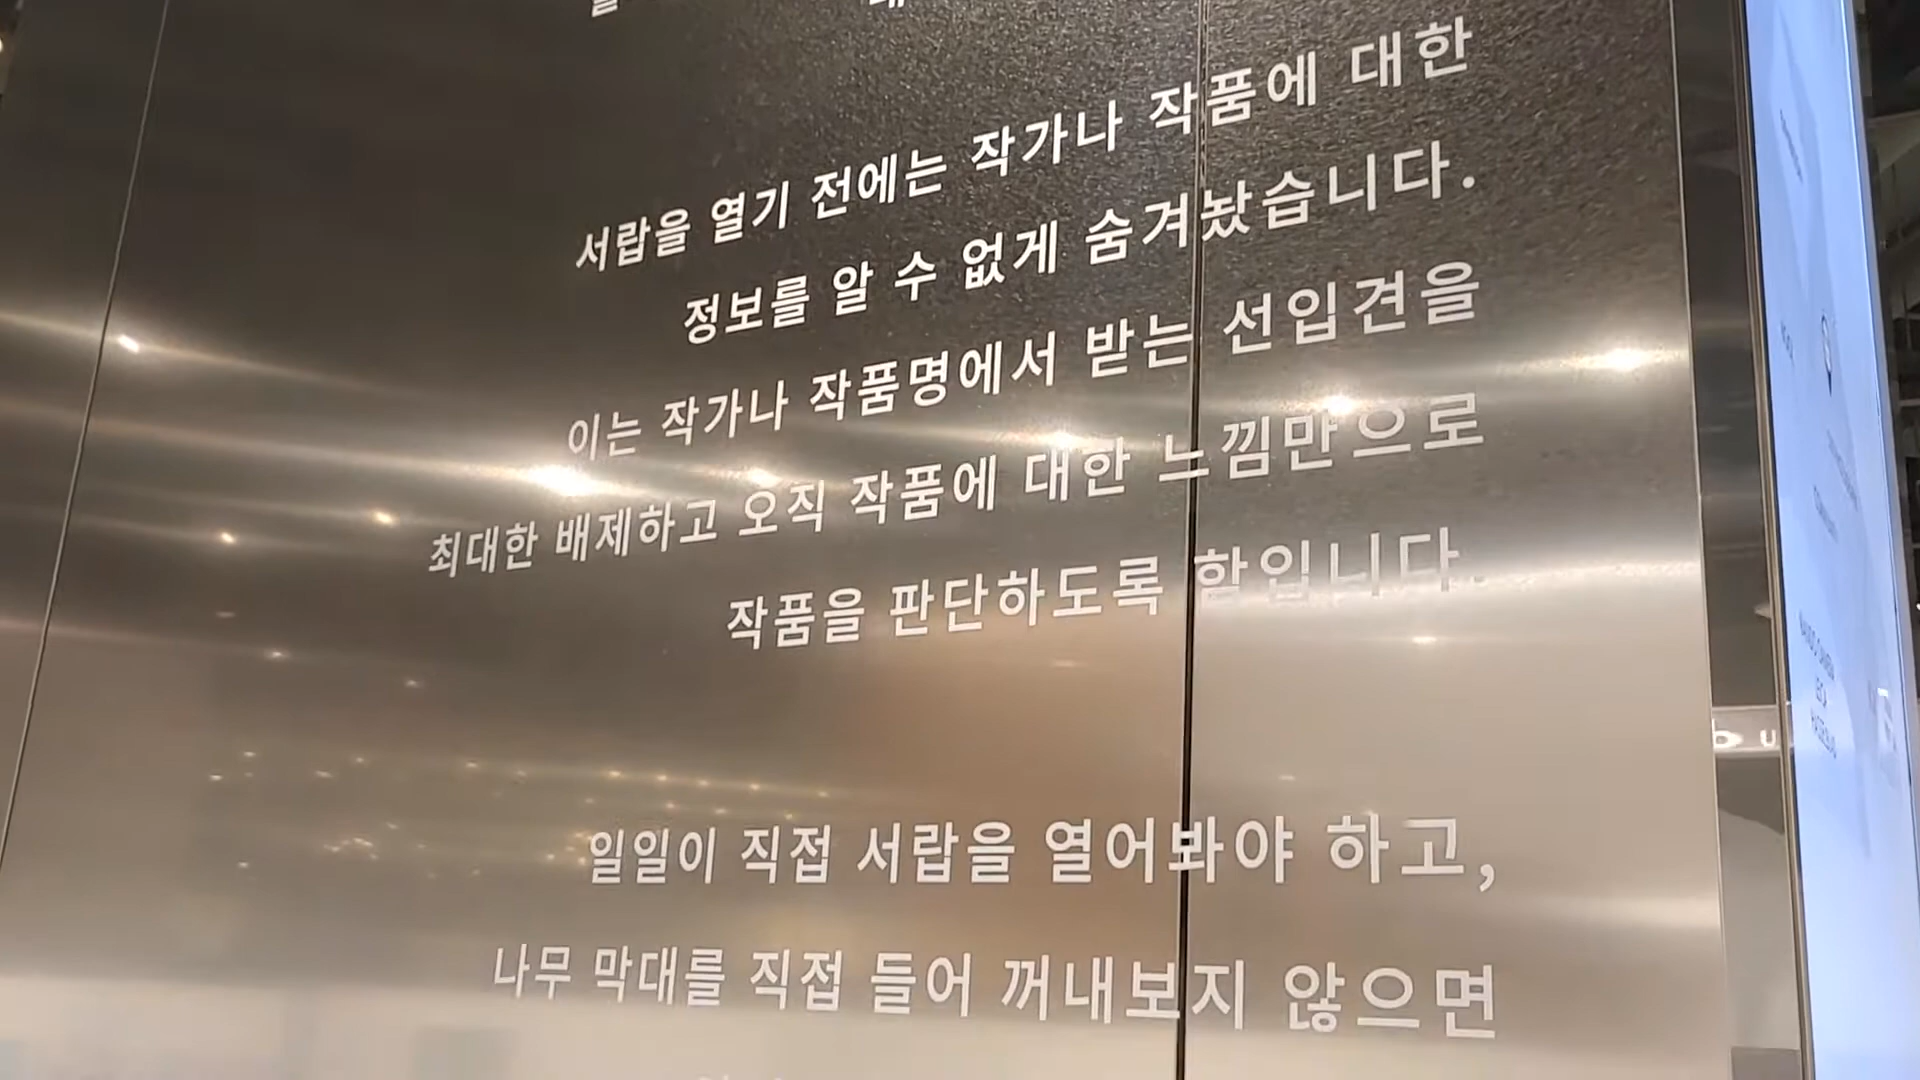 서랍을 열기 전에는 작가나 작품에 대한
정보를 알 수 없게 숨겨놨습니다.
이는 작가나 작품명에서 받는 선입견을
최대한 배제하고 오직 작품에 대한 느낌만으로
작품을 판단하도록 함입니다.
일일이 직접 서랍을 열어봐야 하고,
나무 막대를 직접 들어 꺼내보지 않으면